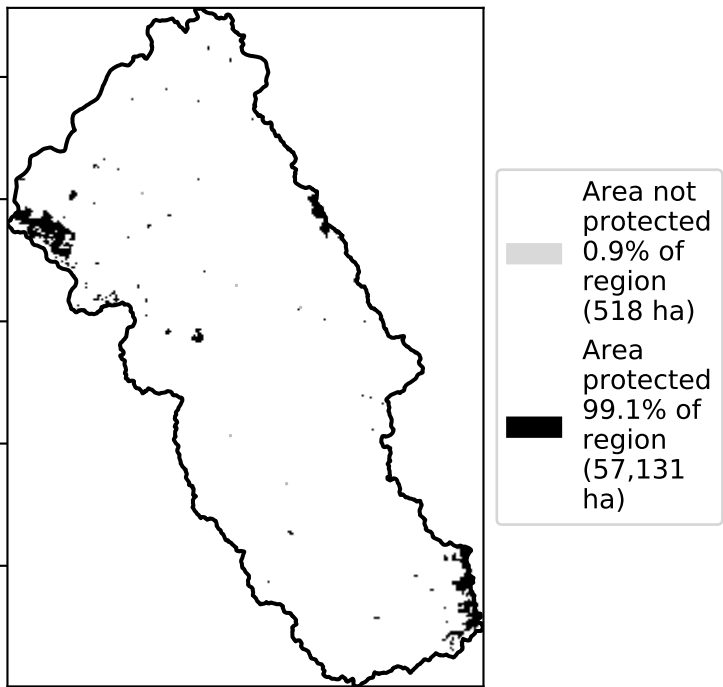 Area not
protected
0.9% of
region
(518 ha)
Area
protected
99.1% of
region
(57,131
ha)